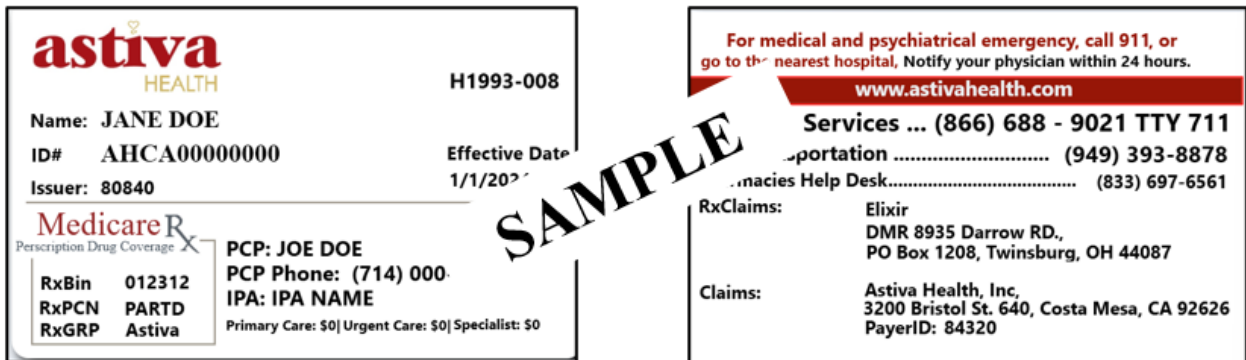 astiva
HEALTH
H1993-008
Name: JANE DOE
ID# AHCA00000000
Effective Date
Issuer: 80840
1/1/202
Medicare Rx
Perscription Drug Coverage
RxBin 012312
RxPCN PARTD
RxGRP Astiva
PCP: JOE DOE
PCP Phone: (714) 000-
IPA: IPA NAME
Primary Care: $0| Urgent Care: $0| Specialist: $0
SAMPLE
For medical and psychiatrical emergency, call 911, or
go to the nearest hospital, Notify your physician within 24 hours.
www.astivahealth.com
Services ... (866) 688 - 9021 TTY 711
sportation ............................ (949) 393-8878
macies Help Desk..................................... (833) 697-6561
RxClaims: Elixir
DMR 8935 Darrow RD.,
PO Box 1208, Twinsburg, OH 44087
Claims: Astiva Health, Inc,
3200 Bristol St. 640, Costa Mesa, CA 92626
PayerID: 84320